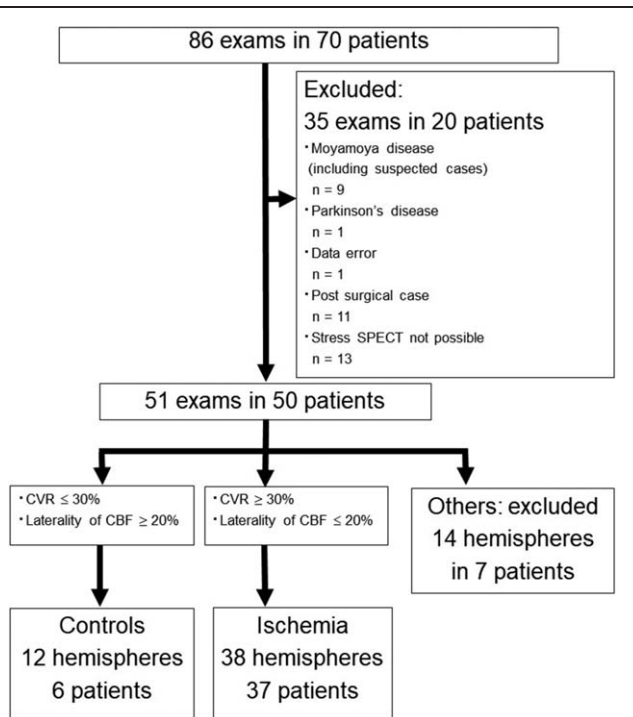 86 exams in 70 patients
Excluded:
35 exams in 20 patients
・Moyamoya disease
(including suspected cases)
n = 9
・Parkinson's disease
n = 1
・Data error
n = 1
・Post surgical case
n = 11
・Stress SPECT not possible
n = 13
51 exams in 50 patients
・CVR ≤ 30%
・Laterality of CBF ≥ 20%
・CVR ≥ 30%
・Laterality of CBF ≤ 20%
Others: excluded
14 hemispheres
in 7 patients
Controls
12 hemispheres
6 patients
Ischemia
38 hemispheres
37 patients